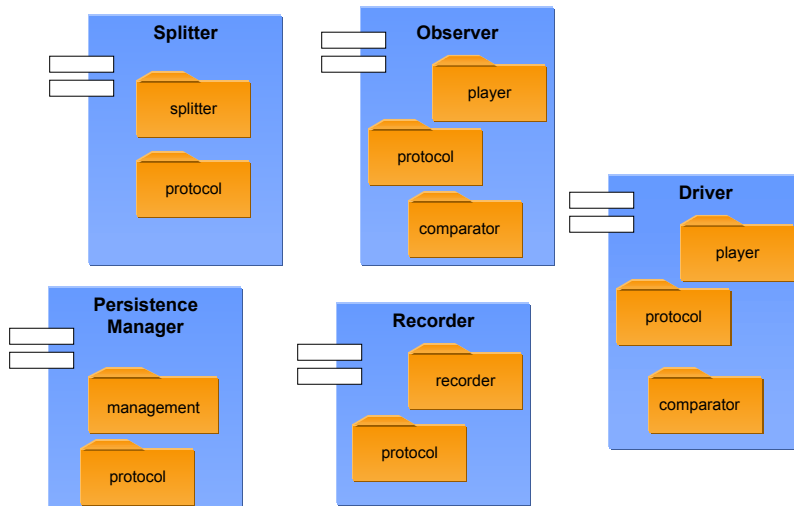 Splitter
splitter
protocol
Observer
player
protocol
comparator
Driver
player
protocol
comparator
Persistence
Manager
management
protocol
Recorder
recorder
protocol